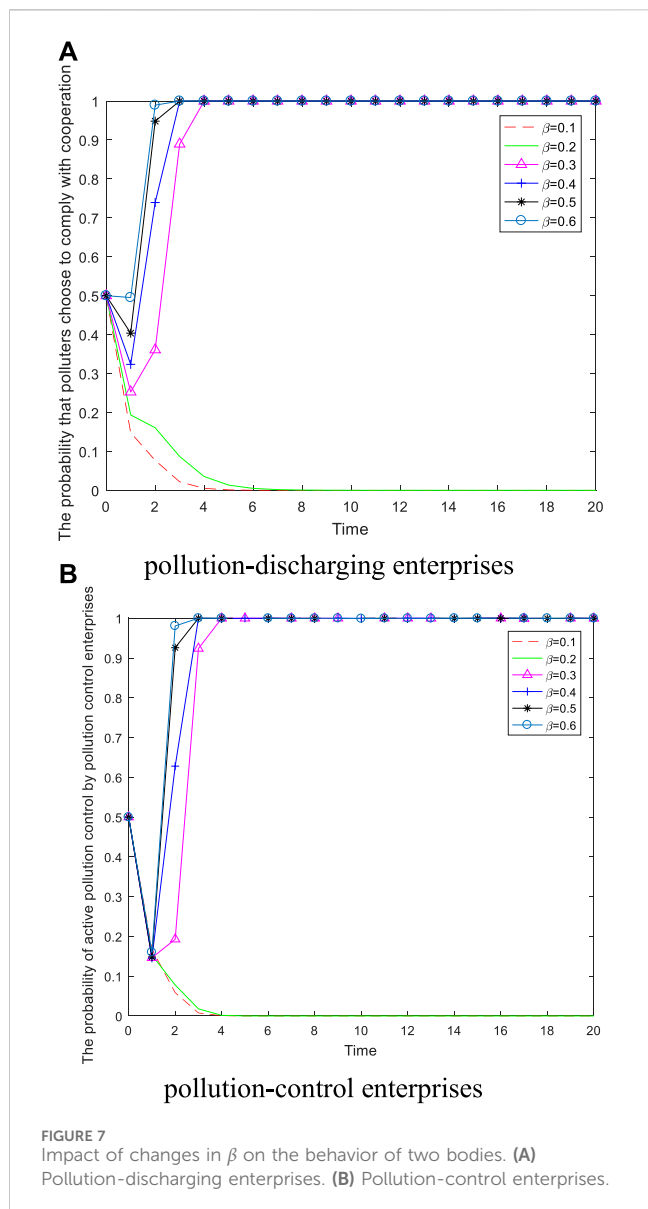 A
The probability that polluters choose to comply with cooperation
1
0.9
0.8
0.7
0.6
0.5
0.4
0.3
0.2
0.1
0
β=0.1
β=0.2
β=0.3
β=0.4
β=0.5
β=0.6
0 2 4 6 8 10 12 14 16 18 20
Time
pollution-discharging enterprises
B
The probability of active pollution control by pollution control enterprises
1
0.9
0.8
0.7
0.6
0.5
0.4
0.3
0.2
0.1
0
β=0.1
β=0.2
β=0.3
β=0.4
β=0.5
β=0.6
0 2 4 6 8 10 12 14 16 18 20
Time
pollution-control enterprises
FIGURE 7
Impact of changes in β on the behavior of two bodies. (A)
Pollution-discharging enterprises. (B) Pollution-control enterprises.